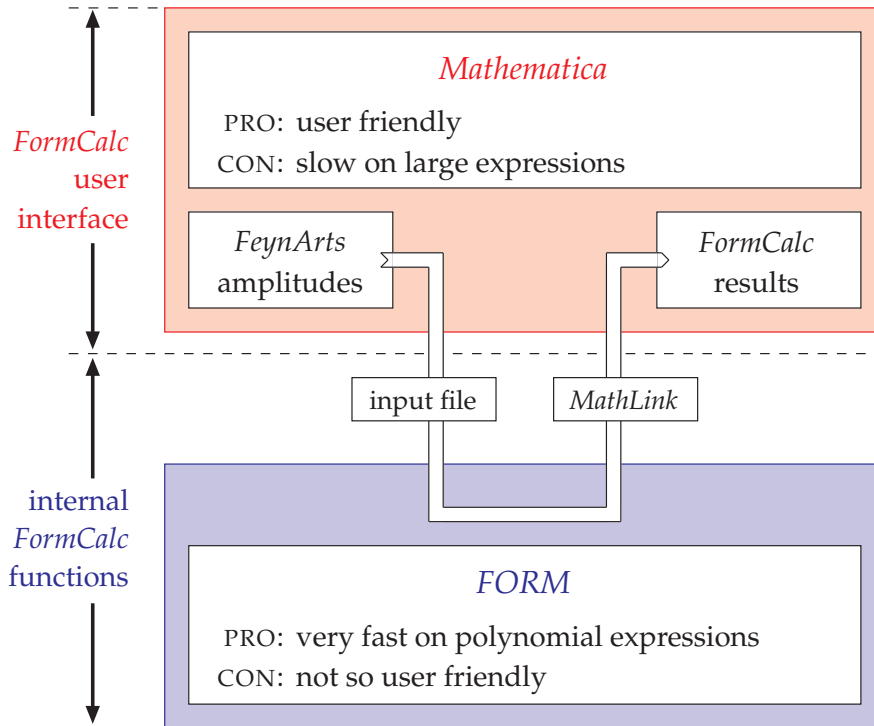 Mathematica
PRO: user friendly
CON: slow on large expressions
FormCalc
user
interface
FeynArts
amplitudes
FormCalc
results
input file
MathLink
internal
FormCalc
functions
FORM
PRO: very fast on polynomial expressions
CON: not so user friendly